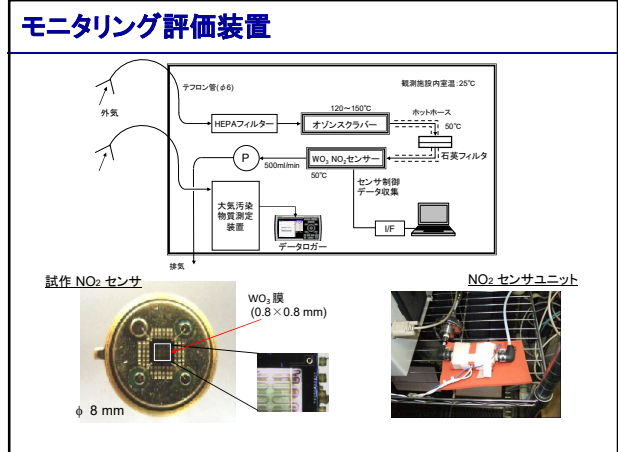 モニタリング評価装置
テフロン管(φ6)
観測施設内室温:25℃
外気
120～150℃
ホットホース
HEPAフィルター
オゾンスクラバー
50℃
P
500ml/min
WO₃ NO₂センサー
石英フィルタ
50℃
センサ制御
データ収集
大気汚染
物質測定
装置
I/F
データロガー
排気
試作 NO₂ センサ
NO₂ センサユニット
WO₃ 膜
(0.8×0.8 mm)
φ 8 mm